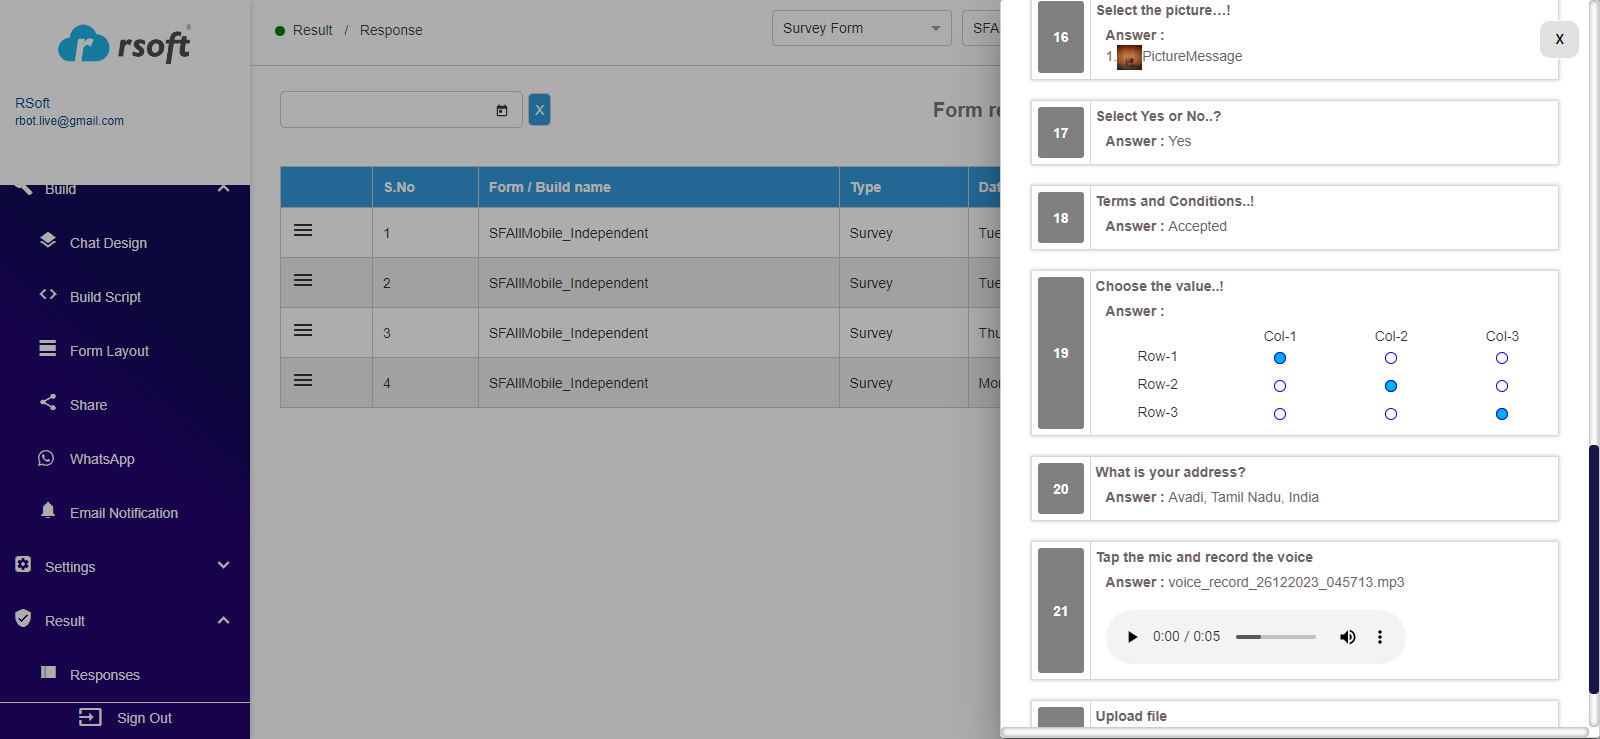 rsoft
RSoft
rbot.live@gmail.com
Build
Chat Design
Build Script
Form Layout
Share
WhatsApp
Email Notification
Settings
Result
Responses
Sign Out
Result / Response
Survey Form
SFA
X
Form re
S.No Form / Build name Type Dat
1 SFAllMobile_Independent Survey Tue
2 SFAllMobile_Independent Survey Tue
3 SFAllMobile_Independent Survey Thu
4 SFAllMobile_Independent Survey Mo
X
16
Select the picture...!
Answer :
1. PictureMessage
17
Select Yes or No..?
Answer : Yes
18
Terms and Conditions..!
Answer : Accepted
19
Choose the value..!
Answer :
Col-1 Col-2 Col-3
Row-1
Row-2
Row-3
20
What is your address?
Answer : Avadi, Tamil Nadu, India
21
Tap the mic and record the voice
Answer : voice_record_26122023_045713.mp3
0:00 / 0:05
Upload file